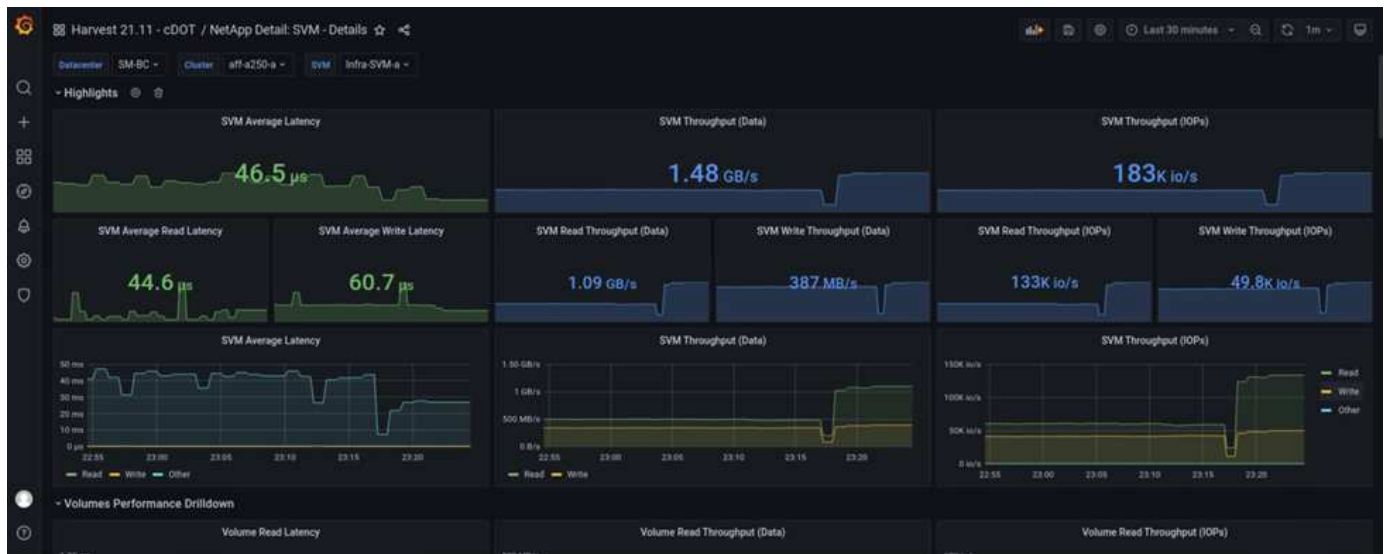 Harvest 21.11 - cDOT / NetApp Detail: SVM - Details
Last 30 minutes
1m
Datacenter SM-BC Cluster aff-a250-a SVM Infra-SVM-a
Highlights
SVM Average Latency
46.5 µs
SVM Throughput (Data)
1.48 GB/s
SVM Throughput (IOPs)
183K io/s
SVM Average Read Latency
44.6 µs
SVM Average Write Latency
60.7 µs
SVM Read Throughput (Data)
1.09 GB/s
SVM Write Throughput (Data)
387 MB/s
SVM Read Throughput (IOPs)
133K io/s
SVM Write Throughput (IOPs)
49.8K io/s
SVM Average Latency
50 ms
40 ms
30 ms
20 ms
10 ms
0 µs
22:55 23:00 23:05 23:10 23:15 23:20
Read Write Other
SVM Throughput (Data)
1.50 GB/s
1 GB/s
500 MB/s
0 B/s
22:55 23:00 23:05 23:10 23:15 23:20
Read Write
SVM Throughput (IOPs)
150K io/s
100K io/s
50K io/s
0 io/s
22:55 23:00 23:05 23:10 23:15 23:20
Read
Write
Other
Volumes Performance Drilldown
Volume Read Latency
Volume Read Throughput (Data)
Volume Read Throughput (IOPs)